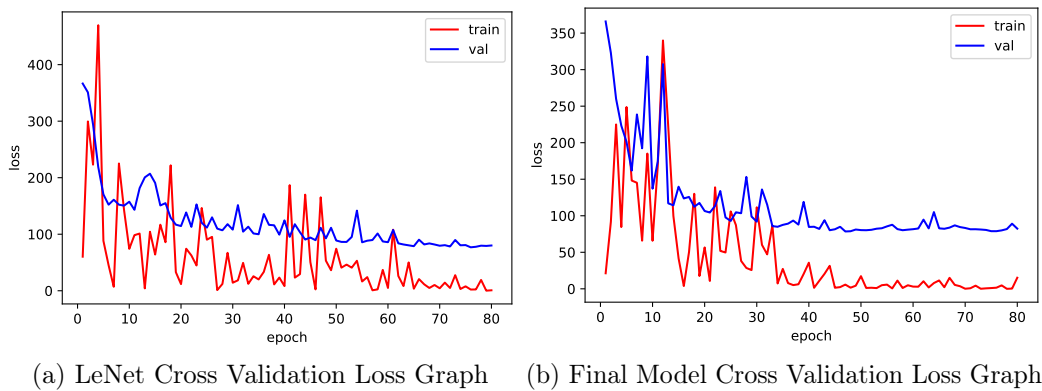 train
val
400
300
200
100
0
loss
0 10 20 30 40 50 60 70 80
epoch
(a) LeNet Cross Validation Loss Graph
train
val
350
300
250
200
150
100
50
0
loss
0 10 20 30 40 50 60 70 80
epoch
(b) Final Model Cross Validation Loss Graph